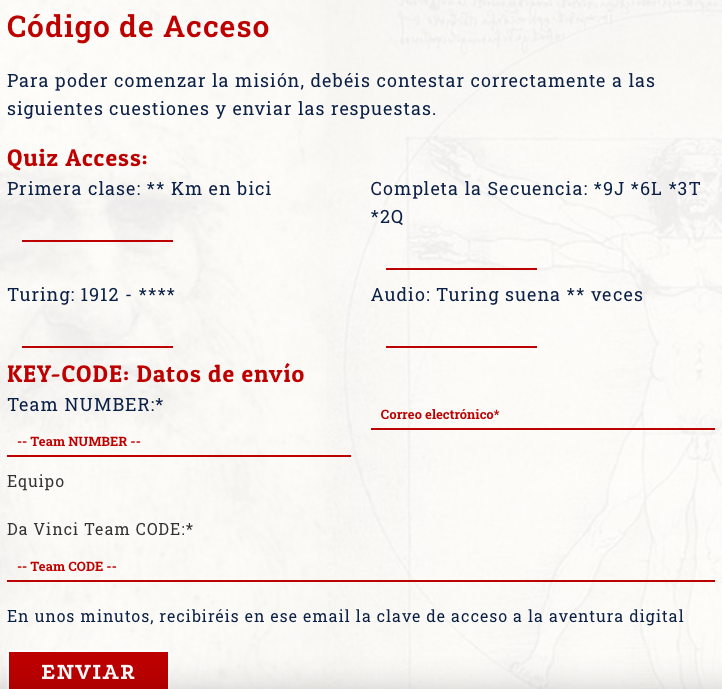 Código de Acceso
Para poder comenzar la misión, debéis contestar correctamente a las
siguientes cuestiones y enviar las respuestas.
Quiz Access:
Primera clase: ** Km en bici
Completa la Secuencia: *9J *6L *3T
*2Q
Turing: 1912 - ****
Audio: Turing suena ** veces
KEY-CODE: Datos de envío
Team NUMBER:*
-- Team NUMBER --
Correo electrónico*
Equipo
Da Vinci Team CODE:*
-- Team CODE --
En unos minutos, recibiréis en ese email la clave de acceso a la aventura digital
ENVIAR